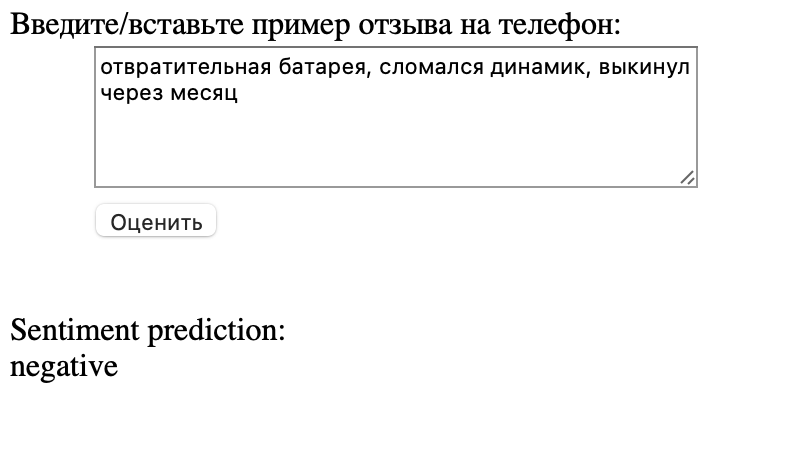 Введите/вставьте пример отзыва на телефон:
отвратительная батарея, сломался динамик, выкинул
через месяц
Оценить
Sentiment prediction:
negative